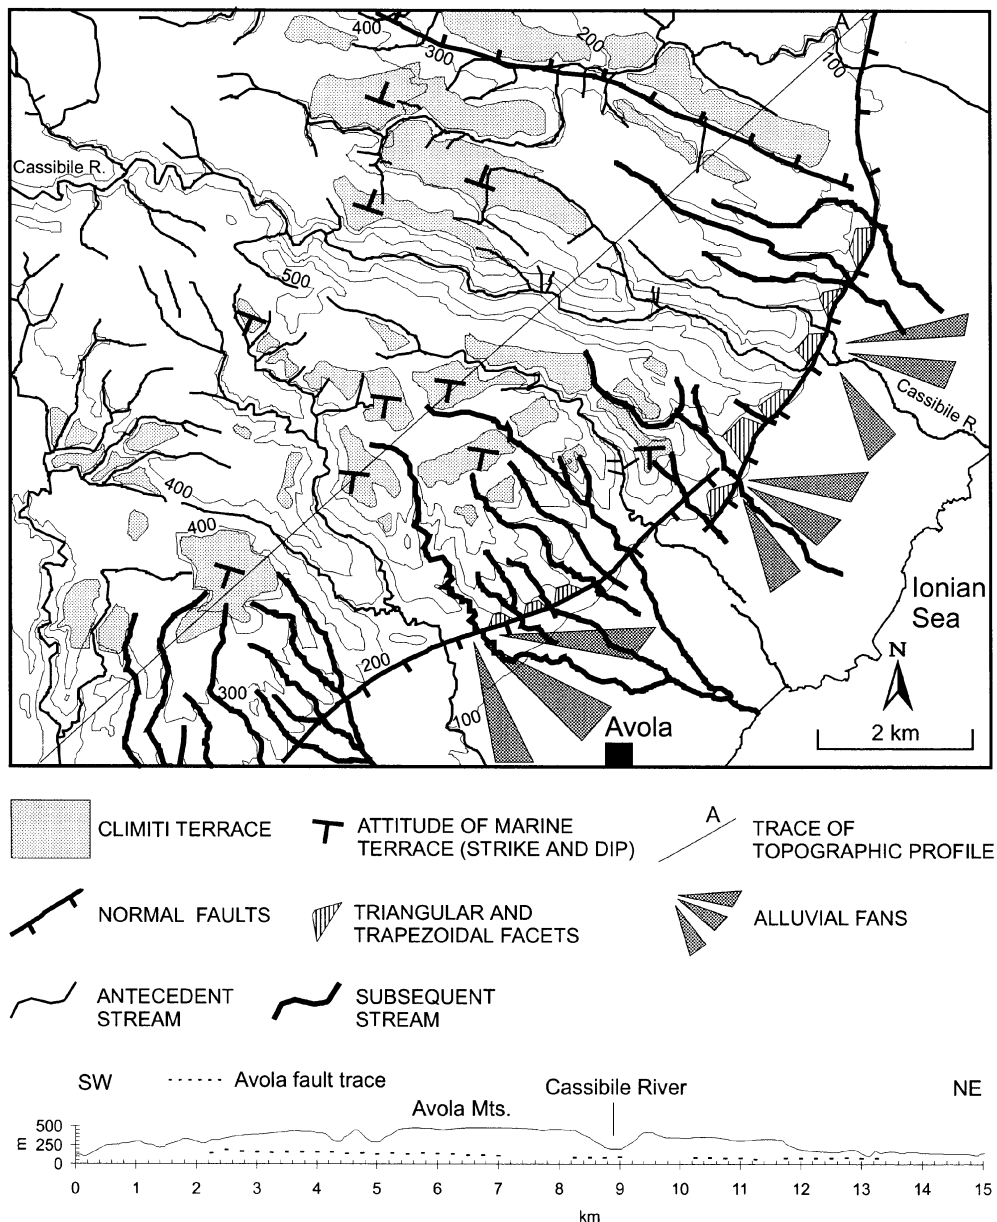 400
300
200
A
100
Cassibile R.
500
Cassibile R.
400
400
Ionian
Sea
N
200
300
100
Avola
2 km
CLIMITI TERRACE
ATTITUDE OF MARINE
TERRACE (STRIKE AND DIP)
A
TRACE OF
TOPOGRAPHIC PROFILE
NORMAL FAULTS
TRIANGULAR AND
TRAPEZOIDAL FACETS
ALLUVIAL FANS
ANTECEDENT
STREAM
SUBSEQUENT
STREAM
SW
Avola fault trace
Cassibile River
NE
Avola Mts.
m
500
250
0
0 1 2 3 4 5 6 7 8 9 10 11 12 13 14 15
km